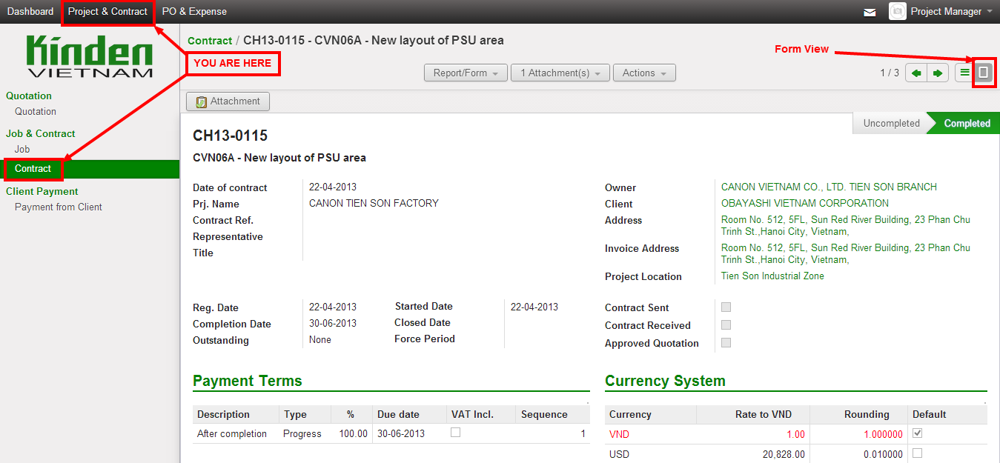 Dashboard Project & Contract PO & Expense Project Manager
Kinden
VIETNAM
Contract / CH13-0115 - CVN06A - New layout of PSU area
YOU ARE HERE
Form View
Report/Form 1 Attachment(s) Actions 1 / 3
Attachment
Quotation
Quotation
Job & Contract
Job
Contract
Client Payment
Payment from Client
Uncompleted Completed
CH13-0115
CVN06A - New layout of PSU area
Date of contract 22-04-2013
Prj. Name CANON TIEN SON FACTORY
Contract Ref.
Representative
Title
Owner CANON VIETNAM CO., LTD. TIEN SON BRANCH
Client OBAYASHI VIETNAM CORPORATION
Address Room No. 512, 5FL, Sun Red River Building, 23 Phan Chu
Trinh St.,Hanoi City, Vietnam,
Invoice Address Room No. 512, 5FL, Sun Red River Building, 23 Phan Chu
Trinh St.,Hanoi City, Vietnam,
Project Location Tien Son Industrial Zone
Reg. Date 22-04-2013 Started Date 22-04-2013
Completion Date 30-06-2013 Closed Date
Outstanding None Force Period
Contract Sent
Contract Received
Approved Quotation
Payment Terms
Description Type % Due date VAT Incl. Sequence
After completion Progress 100.00 30-06-2013 1
Currency System
Currency Rate to VND Rounding Default
VND 1.00 1.000000
USD 20,828.00 0.010000